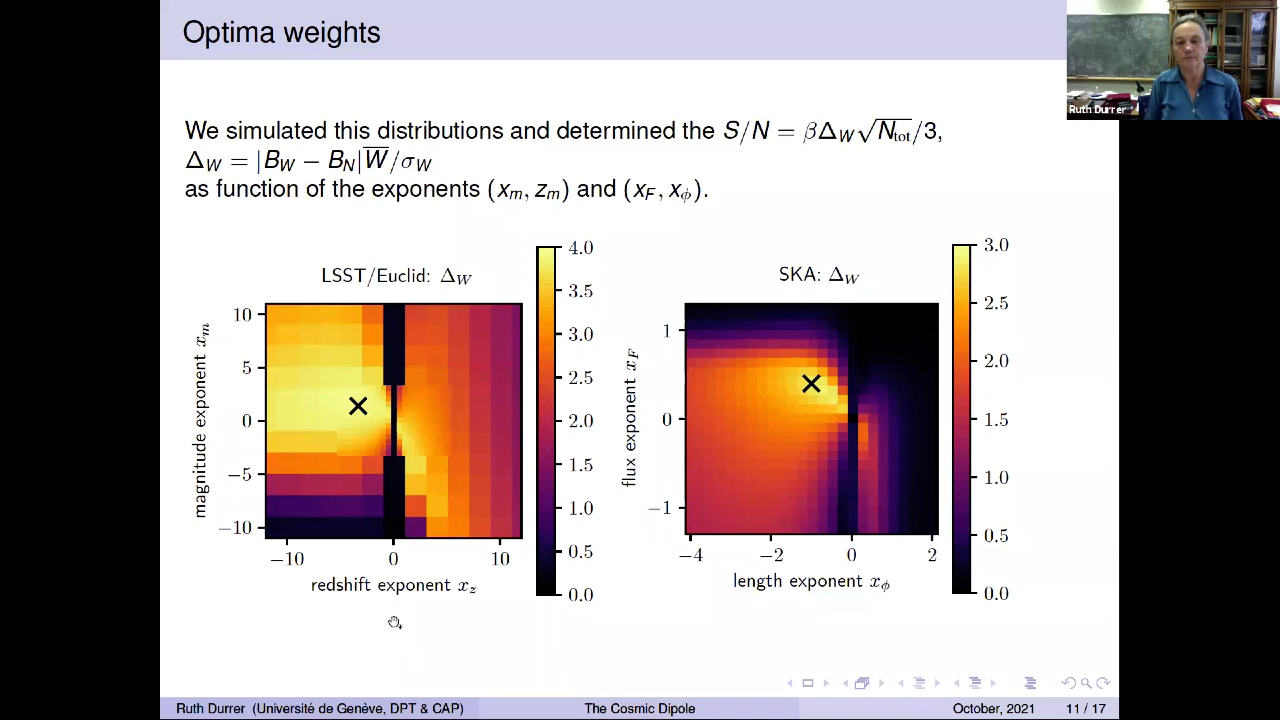 Optima weights
Ruth Durrer
We simulated this distributions and determined the S/N = βΔ_W√N_tot/3,
Δ_W = |B_W − B_N|W̅/σ_W
as function of the exponents (x_m, z_m) and (x_F, x_ϕ).
LSST/Euclid: Δ_W
magnitude exponent x_m
10
5
0
−5
−10
−10 0 10
redshift exponent x_z
4.0
3.5
3.0
2.5
2.0
1.5
1.0
0.5
0.0
SKA: Δ_W
flux exponent x_F
1
0
−1
−4 −2 0 2
length exponent x_ϕ
3.0
2.5
2.0
1.5
1.0
0.5
0.0
Ruth Durrer (Université de Genève, DPT & CAP) The Cosmic Dipole October, 2021 11 / 17